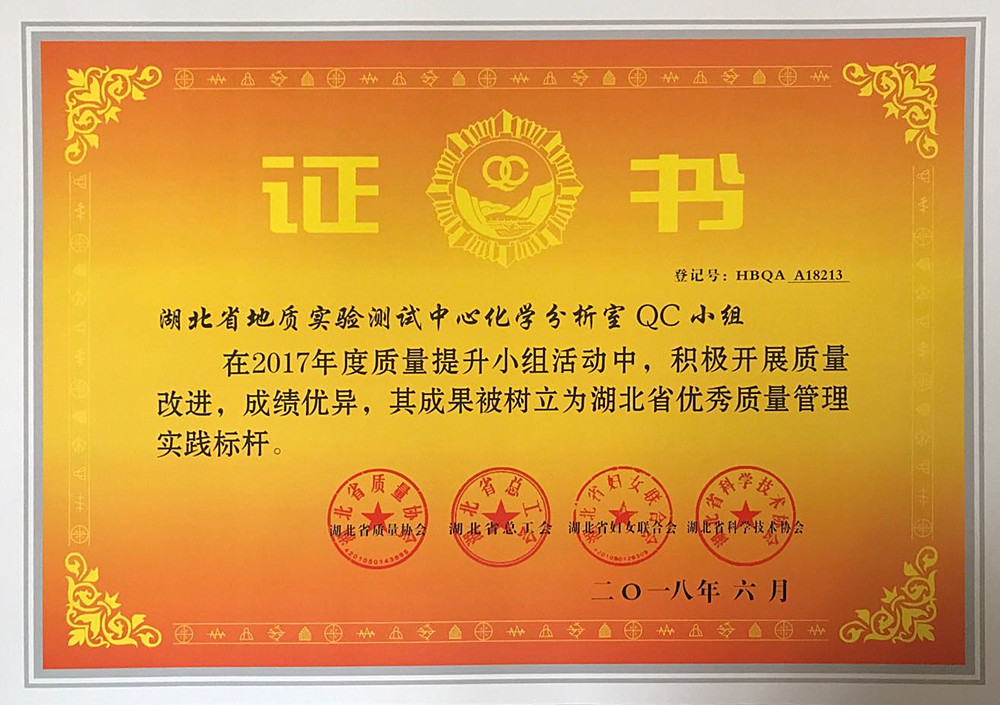 证书
QC
登记号：HBQA A18213
湖北省地质实验测试中心化学分析室QC小组
在2017年度质量提升小组活动中，积极开展质量
改进，成绩优异，其成果被树立为湖北省优秀质量管理
实践标杆。
湖北省质量协会 湖北省总工会 湖北省妇女联合会 湖北省科学技术协会
二〇一八年六月